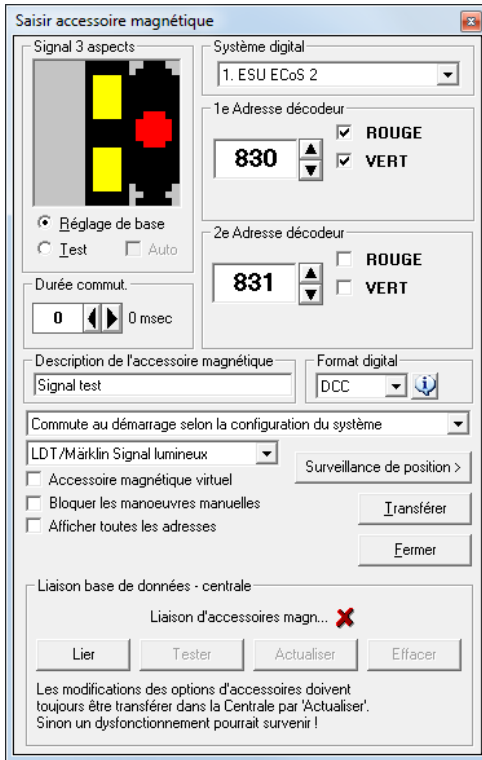 Saisir accessoire magnétique
Signal 3 aspects
Réglage de base
Test
Auto
Durée commut.
0
0 msec
Système digital
1. ESU ECoS 2
1e Adresse décodeur
830
ROUGE
VERT
2e Adresse décodeur
831
ROUGE
VERT
Description de l'accessoire magnétique
Signal test
Format digital
DCC
Commute au démarrage selon la configuration du système
LDT/Märklin Signal lumineux
Surveillance de position >
Accessoire magnétique virtuel
Bloquer les manoeuvres manuelles
Afficher toutes les adresses
Transférer
Fermer
Liaison base de données - centrale
Liaison d'accessoires magn...
Lier
Tester
Actualiser
Effacer
Les modifications des options d'accessoires doivent
toujours être transférer dans la Centrale par 'Actualiser'.
Sinon un dysfonctionnement pourrait survenir !